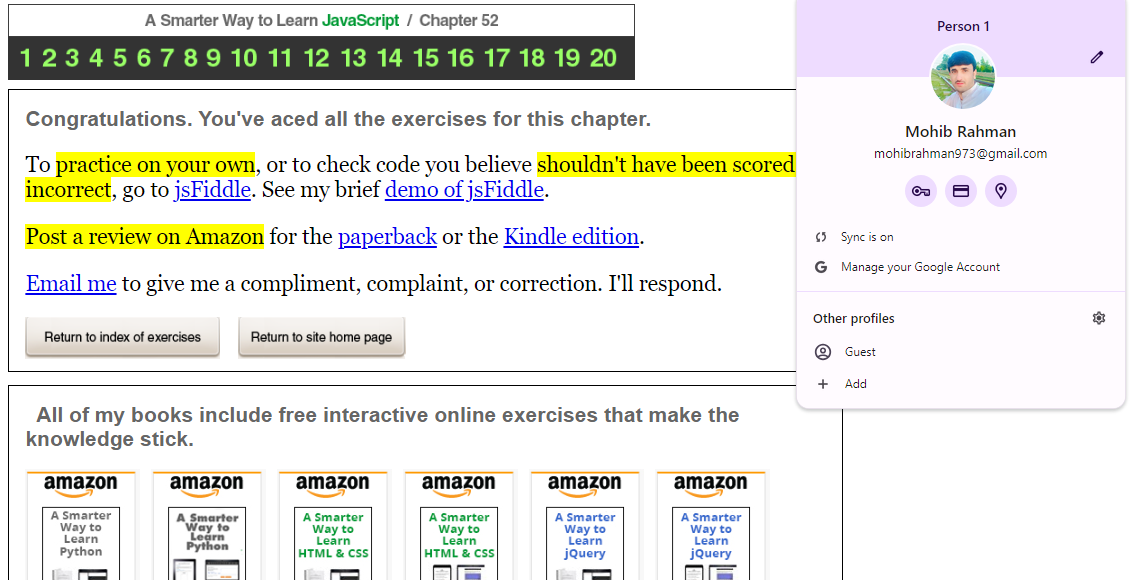 A Smarter Way to Learn JavaScript / Chapter 52
1 2 3 4 5 6 7 8 9 10 11 12 13 14 15 16 17 18 19 20
Congratulations. You've aced all the exercises for this chapter.
To practice on your own, or to check code you believe shouldn't have been scored
incorrect, go to jsFiddle. See my brief demo of jsFiddle.
Post a review on Amazon for the paperback or the Kindle edition.
Email me to give me a compliment, complaint, or correction. I'll respond.
Return to index of exercises
Return to site home page
All of my books include free interactive online exercises that make the
knowledge stick.
amazon
A Smarter
Way to
Learn
Python
amazon
A Smarter
Way to
Learn
Python
amazon
A Smarter
Way to
Learn
HTML & CSS
amazon
A Smarter
Way to
Learn
HTML & CSS
amazon
A Smarter
Way to
Learn
jQuery
amazon
A Smarter
Way to
Learn
jQuery
Person 1
Mohib Rahman
mohibrahman973@gmail.com
Sync is on
Manage your Google Account
Other profiles
Guest
Add